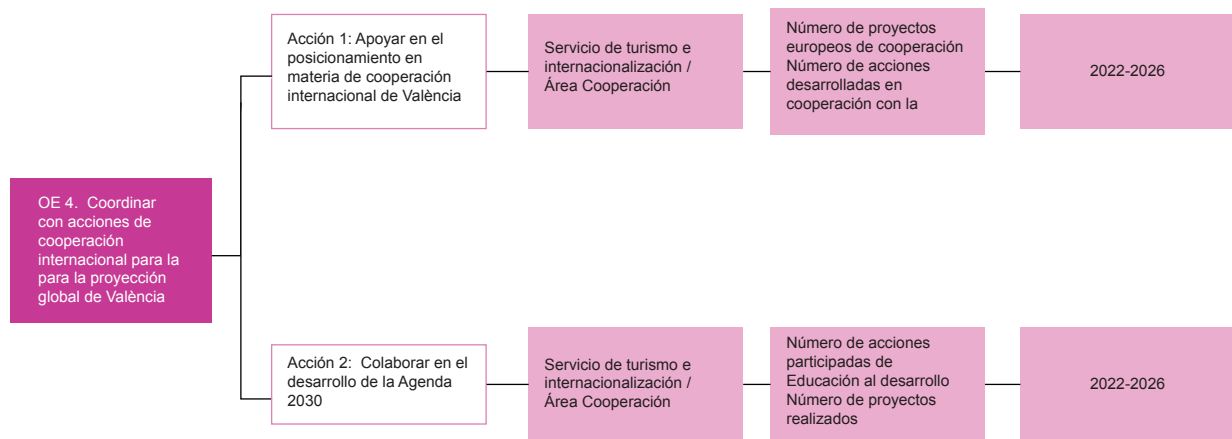 OE 4.  Coordinar
con acciones de
cooperación
internacional para la
para la proyección
global de València
Acción 1: Apoyar en el
posicionamiento en
materia de cooperación
internacional de València
Servicio de turismo e
internacionalización /
Área Cooperación
Número de proyectos
europeos de cooperación
Número de acciones
desarrolladas en
cooperación con la
2022-2026
Acción 2:  Colaborar en el
desarrollo de la Agenda
2030
Servicio de turismo e
internacionalización /
Área Cooperación
Número de acciones
participadas de
Educación al desarrollo
Número de proyectos
realizados
2022-2026